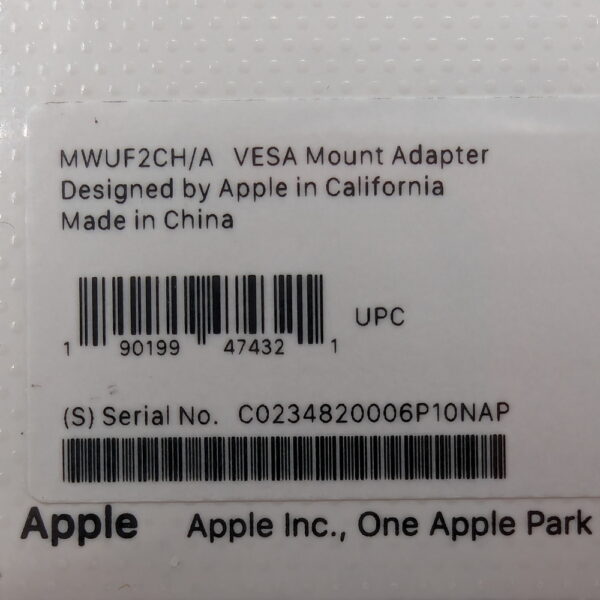 MWUF2CH/A VESA Mount Adapter
Designed by Apple in California
Made in China
UPC
1 90199 47432 1
(S) Serial No. C0234820006P10NAP
Apple Apple Inc., One Apple Park